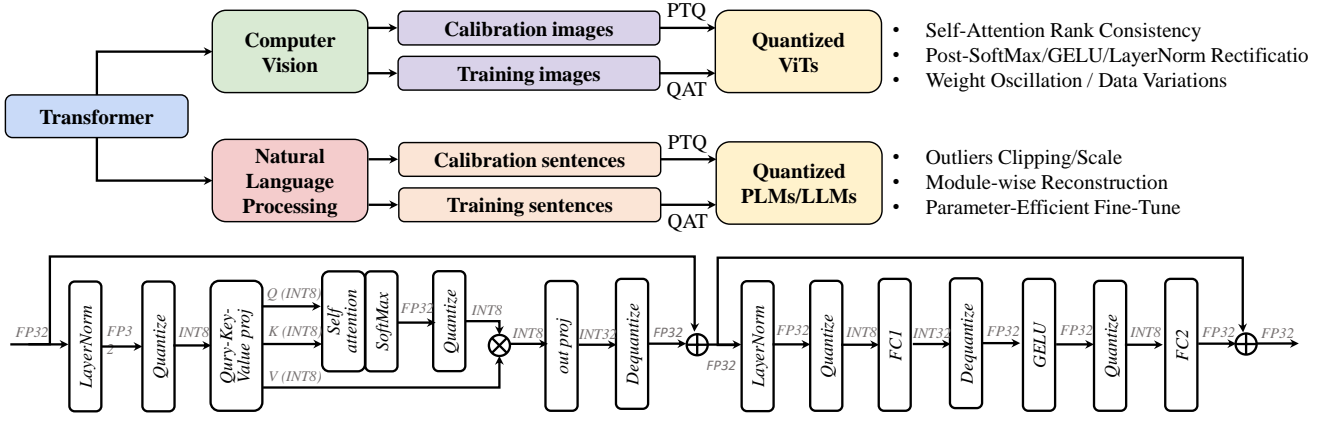 Transformer
Computer
Vision
Calibration images
Training images
PTQ
QAT
Quantized
ViTs
• Self-Attention Rank Consistency
• Post-SoftMax/GELU/LayerNorm Rectificatio
• Weight Oscillation / Data Variations
Natural
Language
Processing
Calibration sentences
Training sentences
PTQ
QAT
Quantized
PLMs/LLMs
• Outliers Clipping/Scale
• Module-wise Reconstruction
• Parameter-Efficient Fine-Tune
FP32
LayerNorm
FP3
2
Quantize
INT8
Qury-Key-
Value proj
Q (INT8)
K (INT8)
V (INT8)
Self
attention
SoftMax
FP32
Quantize
INT8
INT8
out proj
INT32
Dequantize
FP32
FP32
LayerNorm
FP32
Quantize
INT8
FC1
INT32
Dequantize
FP32
GELU
FP32
Quantize
INT8
FC2
FP32
FP32